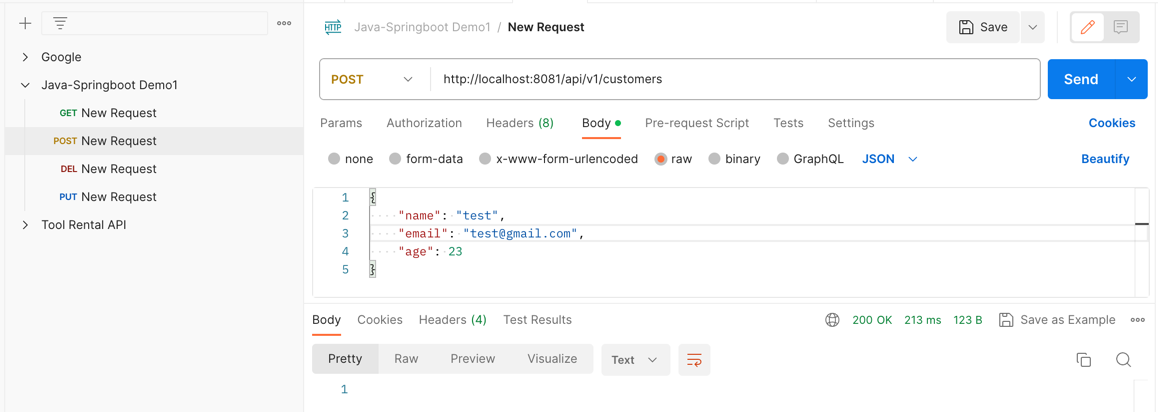 HTTP Java-Springboot Demo1 / New Request Save
Google
Java-Springboot Demo1
GET New Request
POST New Request
DEL New Request
PUT New Request
Tool Rental API
POST http://localhost:8081/api/v1/customers Send
Params Authorization Headers (8) Body Pre-request Script Tests Settings Cookies
none form-data x-www-form-urlencoded raw binary GraphQL JSON Beautify
1 {
2 "name": "test",
3 "email": "test@gmail.com",
4 "age": 23
5 }
Body Cookies Headers (4) Test Results 200 OK 213 ms 123 B Save as Example
Pretty Raw Preview Visualize Text
1